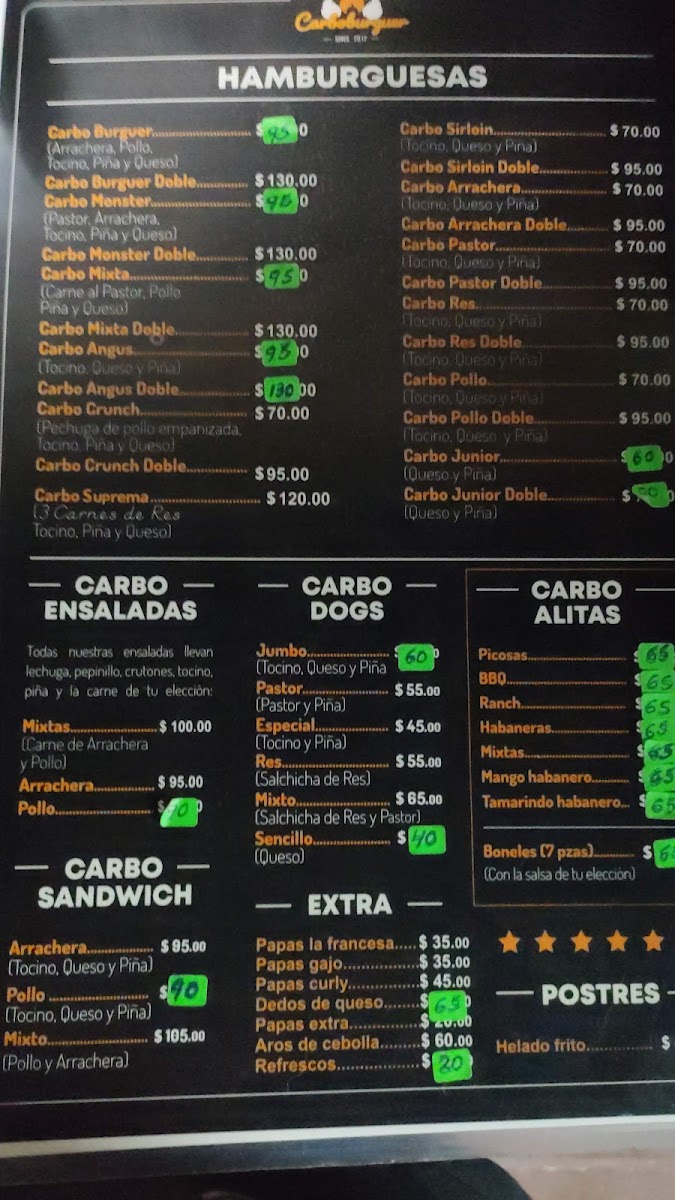 Carboburguer
HAMBURGUESAS
Carbo Burguer............ $ 95 0
(Arrachera, Pollo,
Tocino, Piña y Queso)
Carbo Burguer Doble............ $ 130.00
Carbo Monster............ $ 95 0
(Pastor, Arrachera,
Tocino, Piña y Queso)
Carbo Monster Doble............ $ 130.00
Carbo Mixta............ $ 95 0
(Carne al Pastor, Pollo
Piña y Queso)
Carbo Mixta Doble............ $ 130.00
Carbo Angus............ $ 95 0
(Tocino, Queso y Piña)
Carbo Angus Doble............ $ 130 00
Carbo Crunch............ $ 70.00
(Pechuga de pollo empanizada,
Tocino, Piña y Queso)
Carbo Crunch Doble............ $ 95.00
Carbo Suprema............ $ 120.00
(3 Carnes de Res
Tocino, Piña y Queso)
Carbo Sirloin............ $ 70.00
(Tocino, Queso y Piña)
Carbo Sirloin Doble............ $ 95.00
Carbo Arrachera............ $ 70.00
(Tocino, Queso y Piña)
Carbo Arrachera Doble............ $ 95.00
Carbo Pastor............ $ 70.00
(Tocino, Queso y Piña)
Carbo Pastor Doble............ $ 95.00
Carbo Res............ $ 70.00
(Tocino, Queso y Piña)
Carbo Res Doble............ $ 95.00
(Tocino, Queso y Piña)
Carbo Pollo............ $ 70.00
(Tocino, Queso y Piña)
Carbo Pollo Doble............ $ 95.00
(Tocino, Queso y Piña)
Carbo Junior............ $ 60 0
(Queso y Piña)
Carbo Junior Doble............ $
(Queso y Piña)
CARBO
ENSALADAS
Todas nuestras ensaladas llevan
lechuga, pepinillo, crutones, tocino,
piña y la carne de tu elección:
Mixtas............ $ 100.00
(Carne de Arrachera
y Pollo)
Arrachera............ $ 95.00
Pollo............ $ 90
CARBO
SANDWICH
Arrachera............ $ 95.00
(Tocino, Queso y Piña)
Pollo ............ $ 90
(Tocino, Queso y Piña)
Mixto............ $ 105.00
(Pollo y Arrachera)
CARBO
DOGS
Jumbo............ $ 60 0
(Tocino, Queso y Piña
Pastor............ $ 55.00
(Pastor y Piña)
Especial............ $ 45.00
(Tocino y Piña)
Res............ $ 55.00
(Salchicha de Res)
Mixto............ $ 65.00
(Salchicha de Res y Pastor)
Sencillo............ $ 40
(Queso)
EXTRA
Papas la francesa..... $ 35.00
Papas gajo............ $ 35.00
Papas curly............ $ 45.00
Dedos de queso....... $ 65 0
Papas extra............ $ 20.00
Aros de cebolla........ $ 60.00
Refrescos............ $ 20
CARBO
ALITAS
Picosas............ $ 65
BBQ............ $ 65
Ranch............ $ 65
Habaneras............ $ 65
Mixtas............ $ 65
Mango habanero.......... $ 65
Tamarindo habanero... $ 65
Boneles (7 pzas).......... $
(Con la salsa de tu elección)
POSTRES
Helado frito............ $